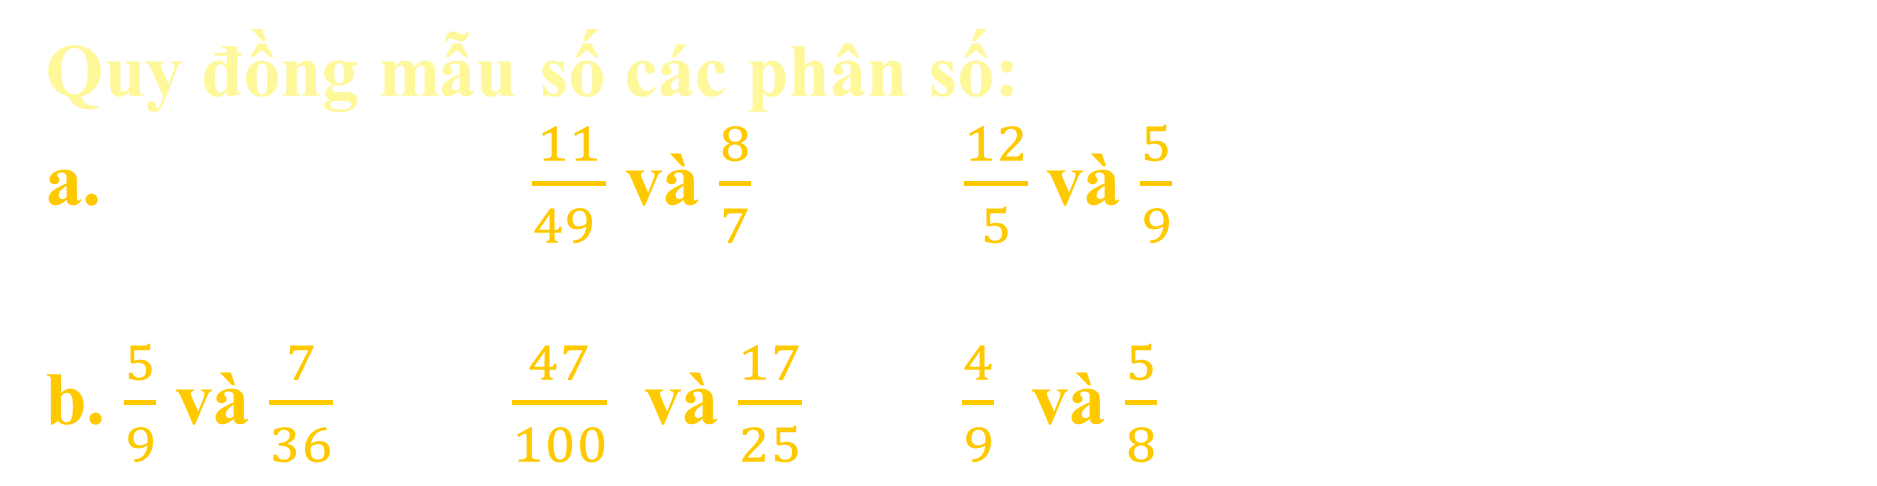 Quy đồng mẫu số các phân số:
a. 11/49 và 8/7 12/5 và 5/9
b. 5/9 và 7/36 47/100 và 17/25 4/9 và 5/8